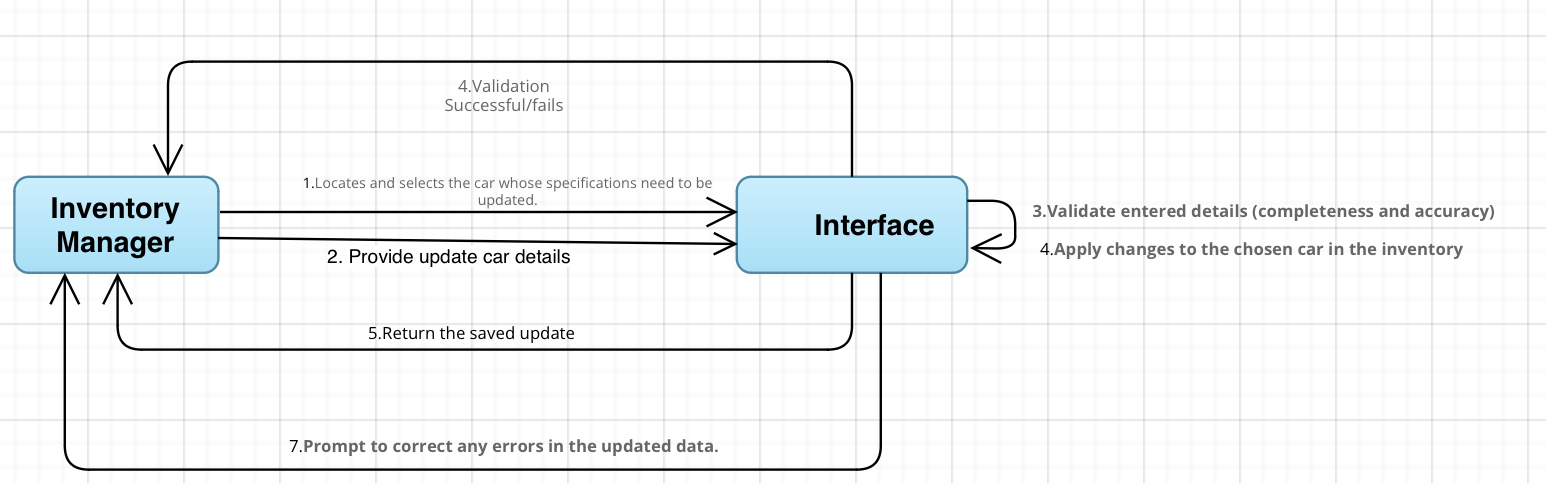 4.Validation
Successful/fails
1.Locates and selects the car whose specifications need to be
updated.
Inventory
Manager
Interface
3.Validate entered details (completeness and accuracy)
4.Apply changes to the chosen car in the inventory
2. Provide update car details
5.Return the saved update
7.Prompt to correct any errors in the updated data.